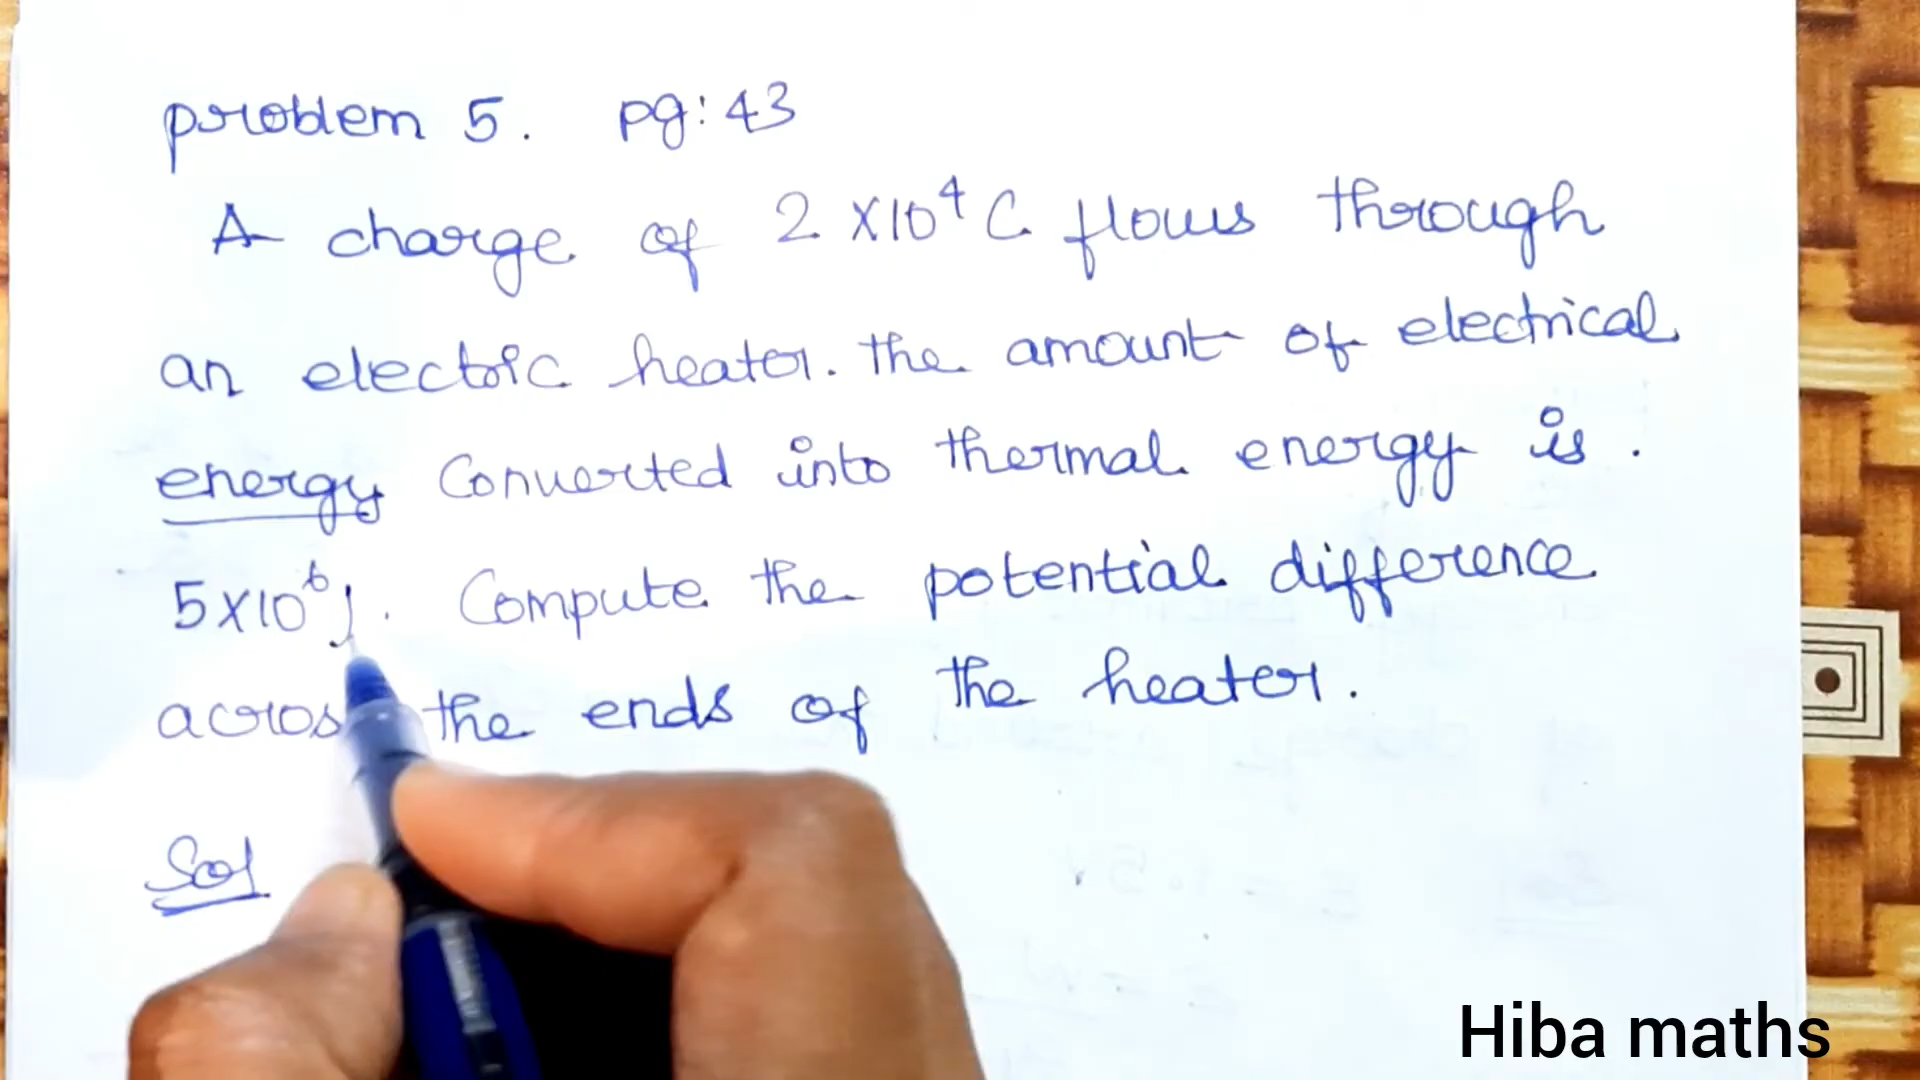 problem 5. pg: 43
A charge of 2 x10⁴ C flows through
an electric heater. the amount of electrical
energy Converted into thermal energy is.
5x10⁶J. Compute the potential difference
across the ends of the heater.
Sol
Hiba maths